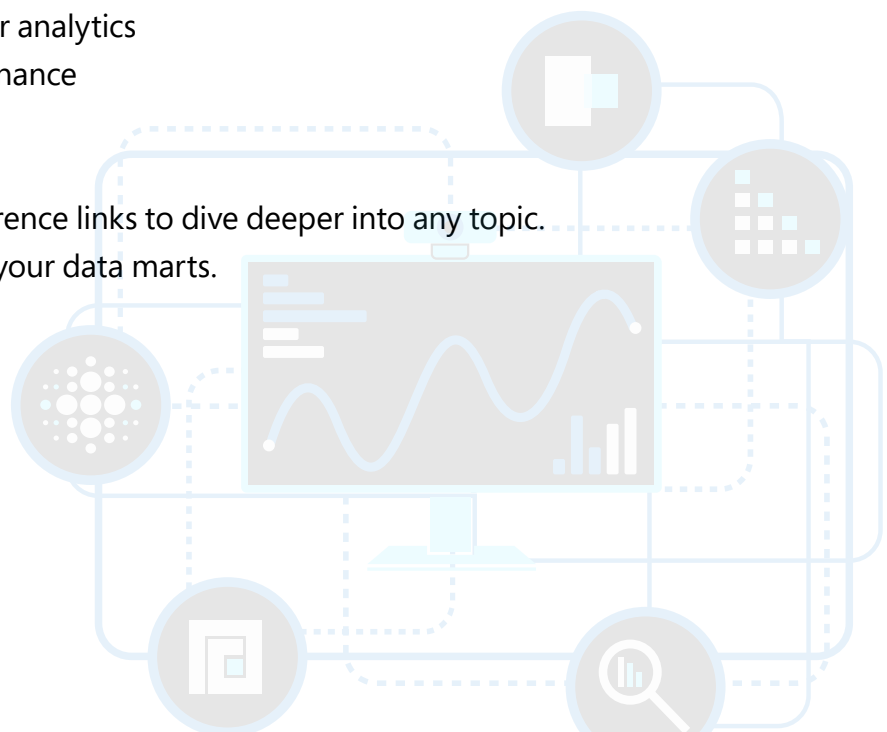 r analytics
nance
rence links to dive deeper into any topic.
your data marts.